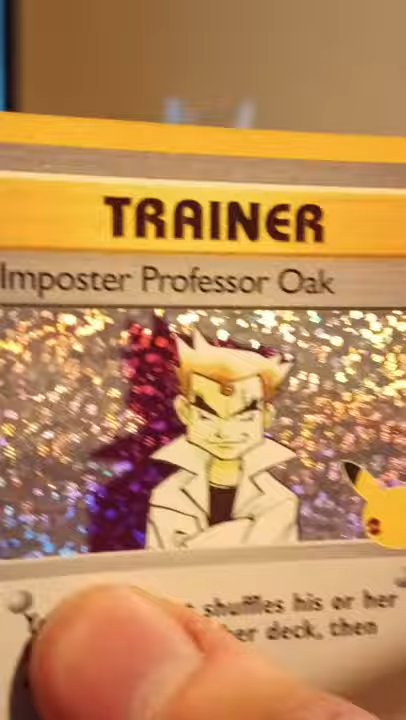 TRAINER
Imposter Professor Oak
shuffles his or her
deck, then